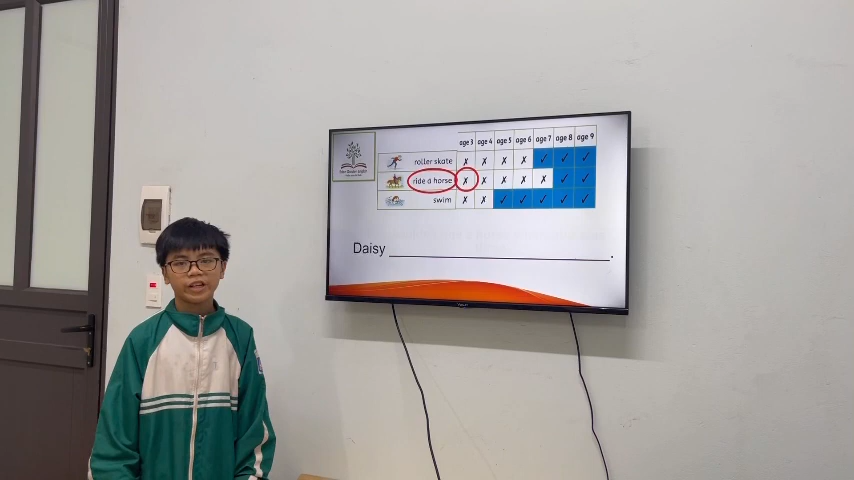 age 3 age 4 age 5 age 6 age 7 age 8 age 9
roller skate ✗ ✗ ✗ ✗ ✓ ✓ ✓
ride a horse ✗ ✗ ✗ ✗ ✗ ✓ ✓
swim ✗ ✗ ✓ ✓ ✓ ✓ ✓
Daisy ______________________________.